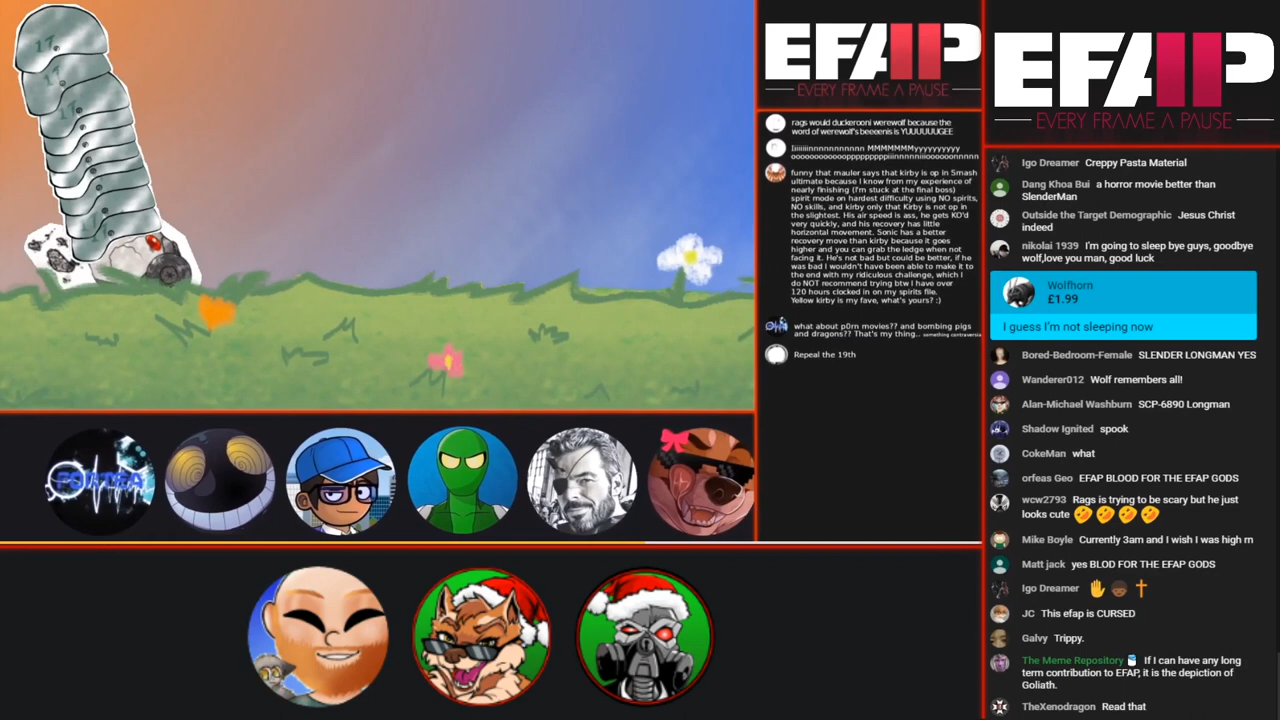 17
17
17
EFAP
EVERY FRAME A PAUSE
rags would duckerooni werewolf because the
word of werewolf's beeeenis is YUUUUUUGEE
Iiiiiiinnnnnnnnnn MMMMMMMyyyyyyyyyy
funny that mauler says that kirby is op in Smash
ultimate because I know from my experience of
nearly finishing (I'm stuck at the final boss)
spirit mode on hardest difficulty using NO spirits,
NO skills, and kirby only that Kirby is not op in
the slightest. His air speed is ass, he gets KO'd
very quickly, and his recovery has little
horizontal movement. Sonic has a better
recovery move than kirby because it goes
higher and you can grab the ledge when not
facing it. He's not bad but could be better, if he
was bad I wouldn't have been able to make it to
the end with my ridiculous challenge, which I
do NOT recommend trying btw I have over
120 hours clocked in on my spirits file.
Yellow kirby is my fave, what's yours? :)
what about p0rn movies?? and bombing pigs
and dragons?? That's my thing.. something
Repeal the 19th
EFAP
EVERY FRAME A PAUSE
Igo Dreamer Creppy Pasta Material
Dang Khoa Bui a horror movie better than
SlenderMan
Outside the Target Demographic Jesus Christ
indeed
nikolai 1939 I'm going to sleep bye guys, goodbye
wolf,love you man, good luck
Wolfhorn
£1.99
I guess I'm not sleeping now
Bored-Bedroom-Female SLENDER LONGMAN YES
Wanderer012 Wolf remembers all!
Alan-Michael Washburn SCP-6890 Longman
Shadow Ignited spook
CokeMan what
orfeas Geo EFAP BLOOD FOR THE EFAP GODS
wcw2793 Rags is trying to be scary but he just
looks cute
Mike Boyle Currently 3am and I wish I was high rn
Matt jack yes BLOD FOR THE EFAP GODS
Igo Dreamer
JC This efap is CURSED
Galvy Trippy.
The Meme Repository If I can have any long
term contribution to EFAP, it is the depiction of
Goliath.
TheXenodragon Read that